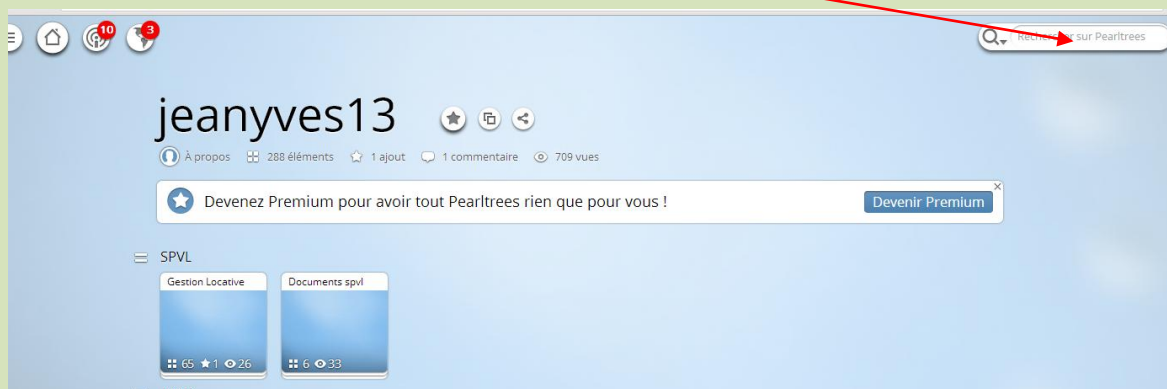 10
3
Rechercher sur Pearltrees
jeanyves13
À propos 288 éléments 1 ajout 1 commentaire 709 vues
Devenez Premium pour avoir tout Pearltrees rien que pour vous !
Devenir Premium
SPVL
Gestion Locative
65 1 26
Documents spvl
6 33